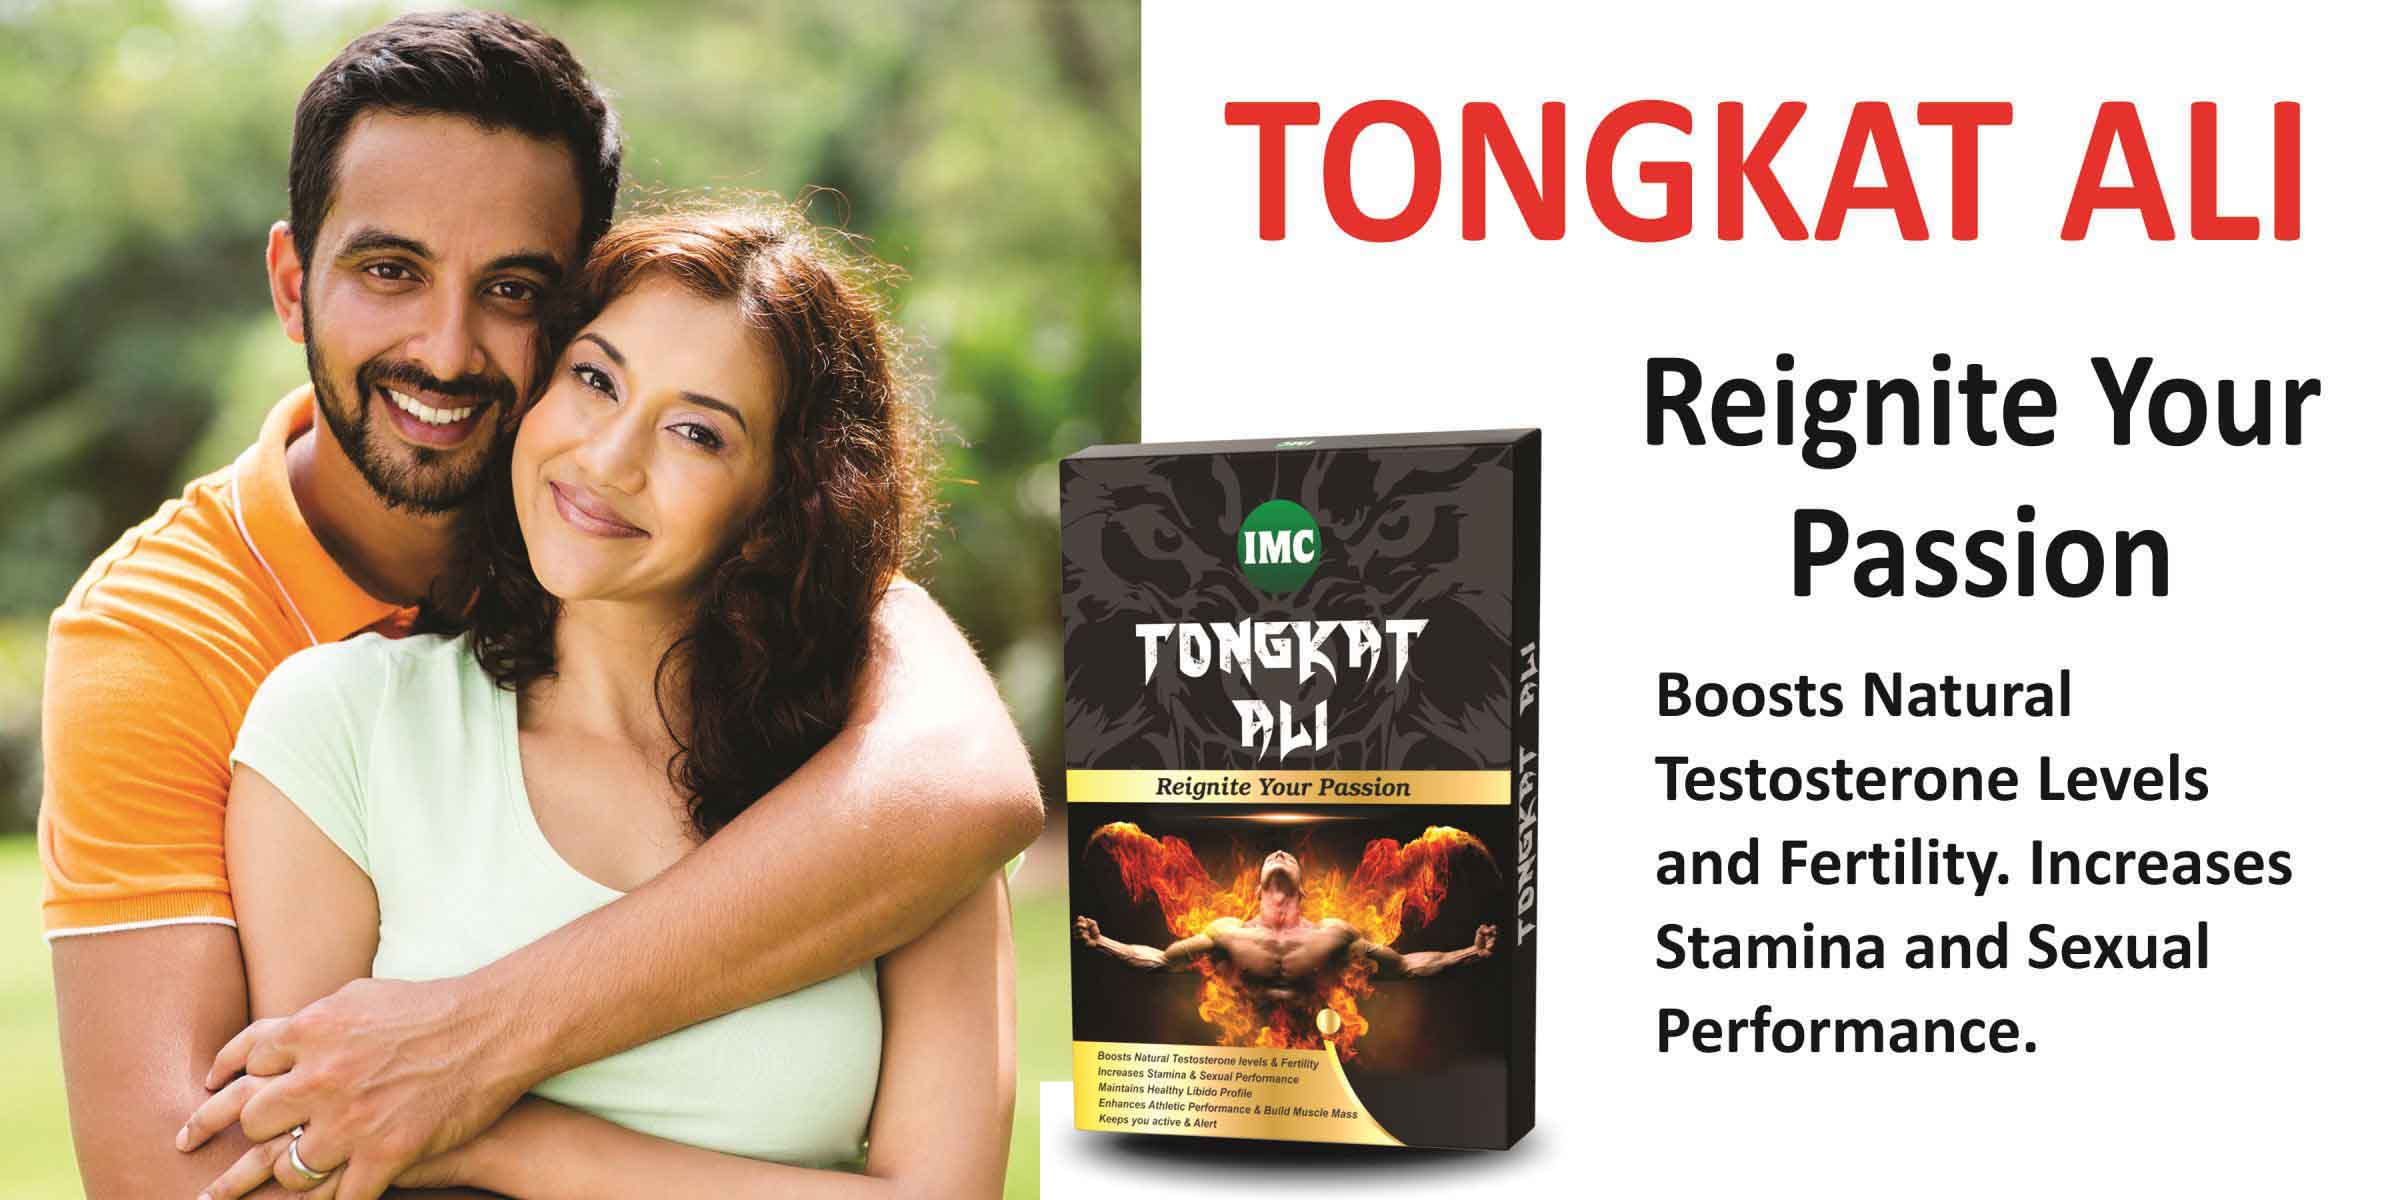 TONGKAT ALI
Reignite Your
Passion
Boosts Natural
Testosterone Levels
and Fertility. Increases
Stamina and Sexual
Performance.
IMC
IMC
TONGKAT
ALI
Reignite Your Passion
Boosts Natural Testosterone levels & Fertility
Increases Stamina & Sexual Performance
Maintains Healthy Libido Profile
Enhances Athletic Performance & Build Muscle Mass
Keeps you active & Alert
TONGKAT ALI